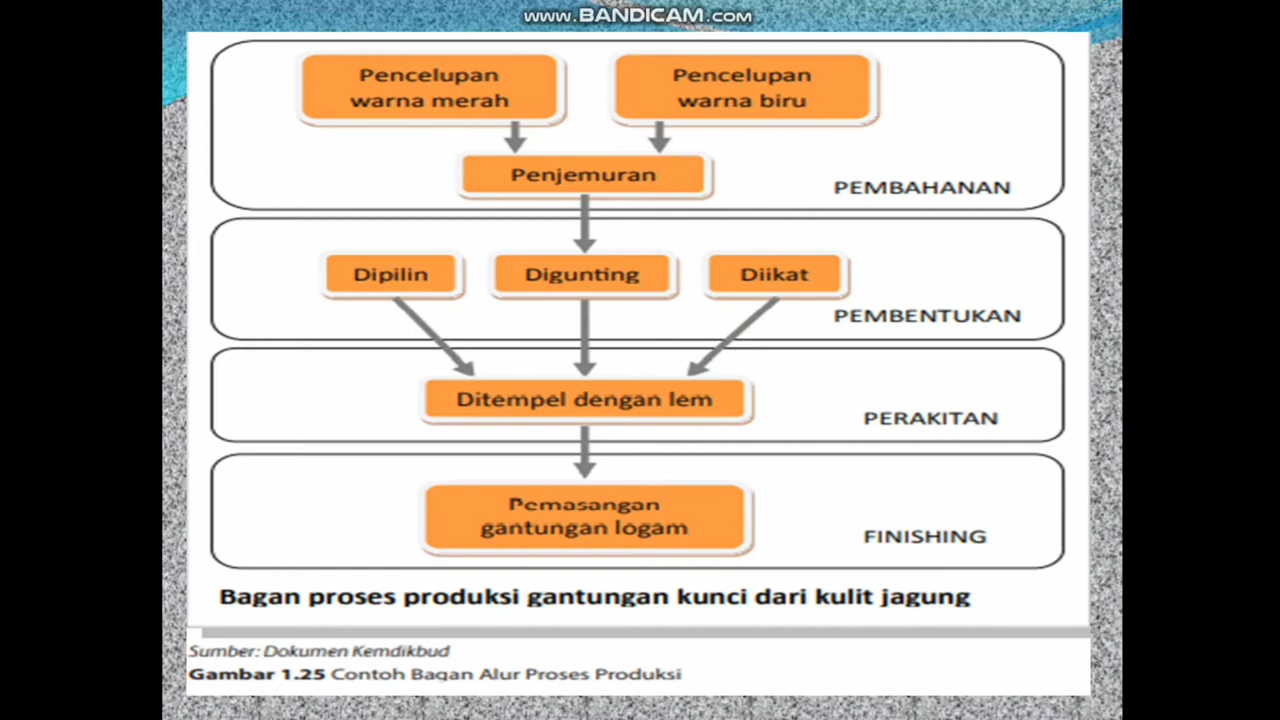 www.BANDICAM.com
Pencelupan
warna merah
Pencelupan
warna biru
Penjemuran
PEMBAHANAN
Dipilin
Digunting
Diikat
PEMBENTUKAN
Ditempel dengan lem
PERAKITAN
Pemasangan
gantungan logam
FINISHING
Bagan proses produksi gantungan kunci dari kulit jagung
Sumber: Dokumen Kemdikbud
Gambar 1.25 Contoh Bagan Alur Proses Produksi